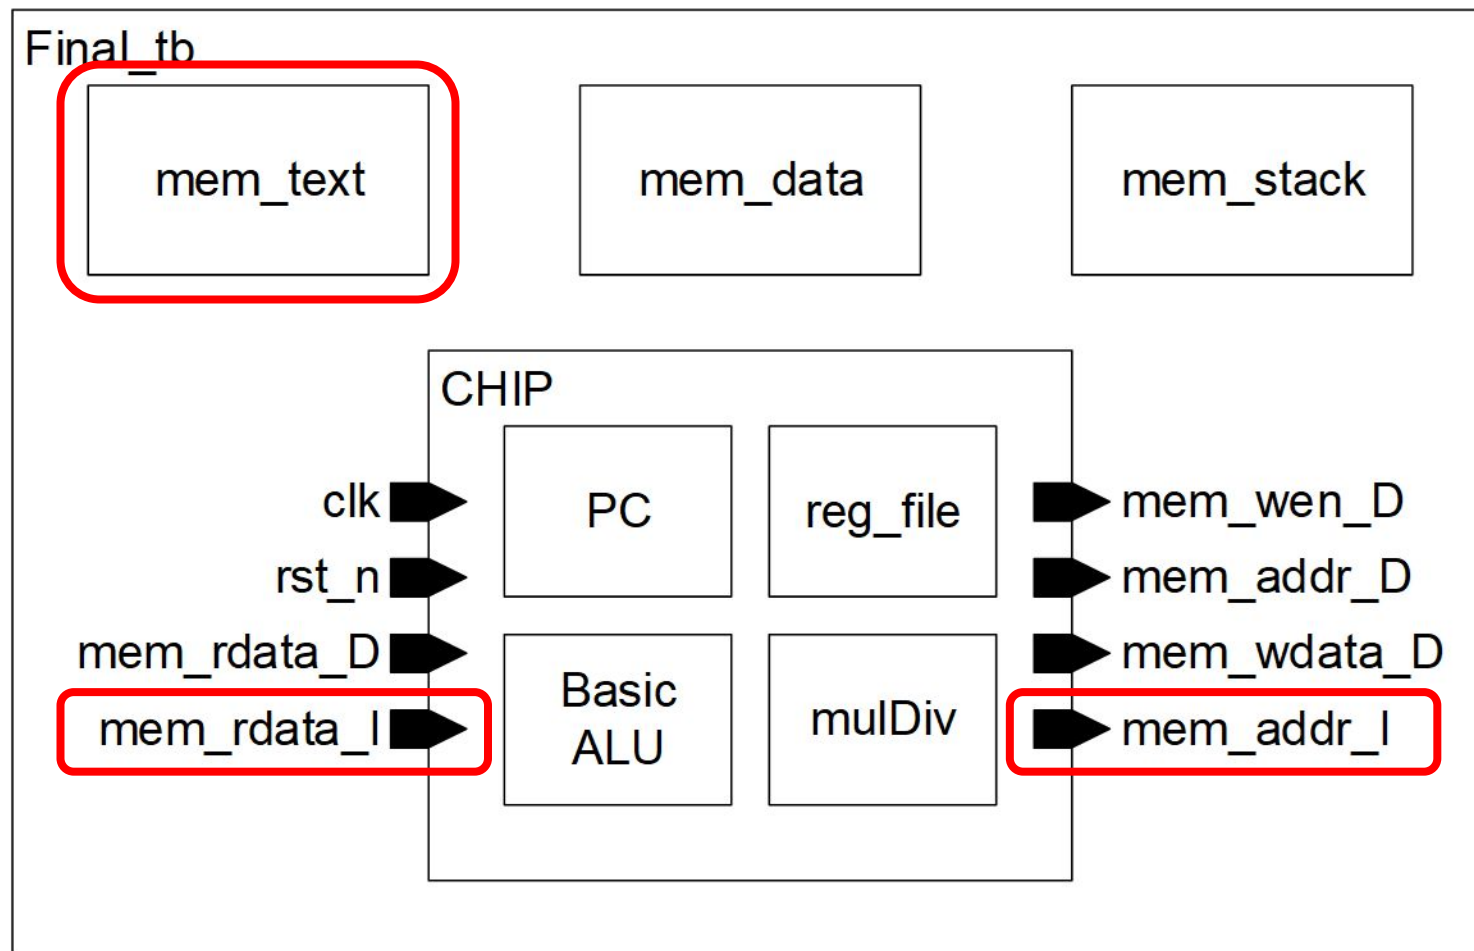 Final_tb
mem_text
mem_data
mem_stack
CHIP
PC
reg_file
clk
rst_n
mem_rdata_D
mem_rdata_I
Basic
ALU
mulDiv
mem_wen_D
mem_addr_D
mem_wdata_D
mem_addr_I